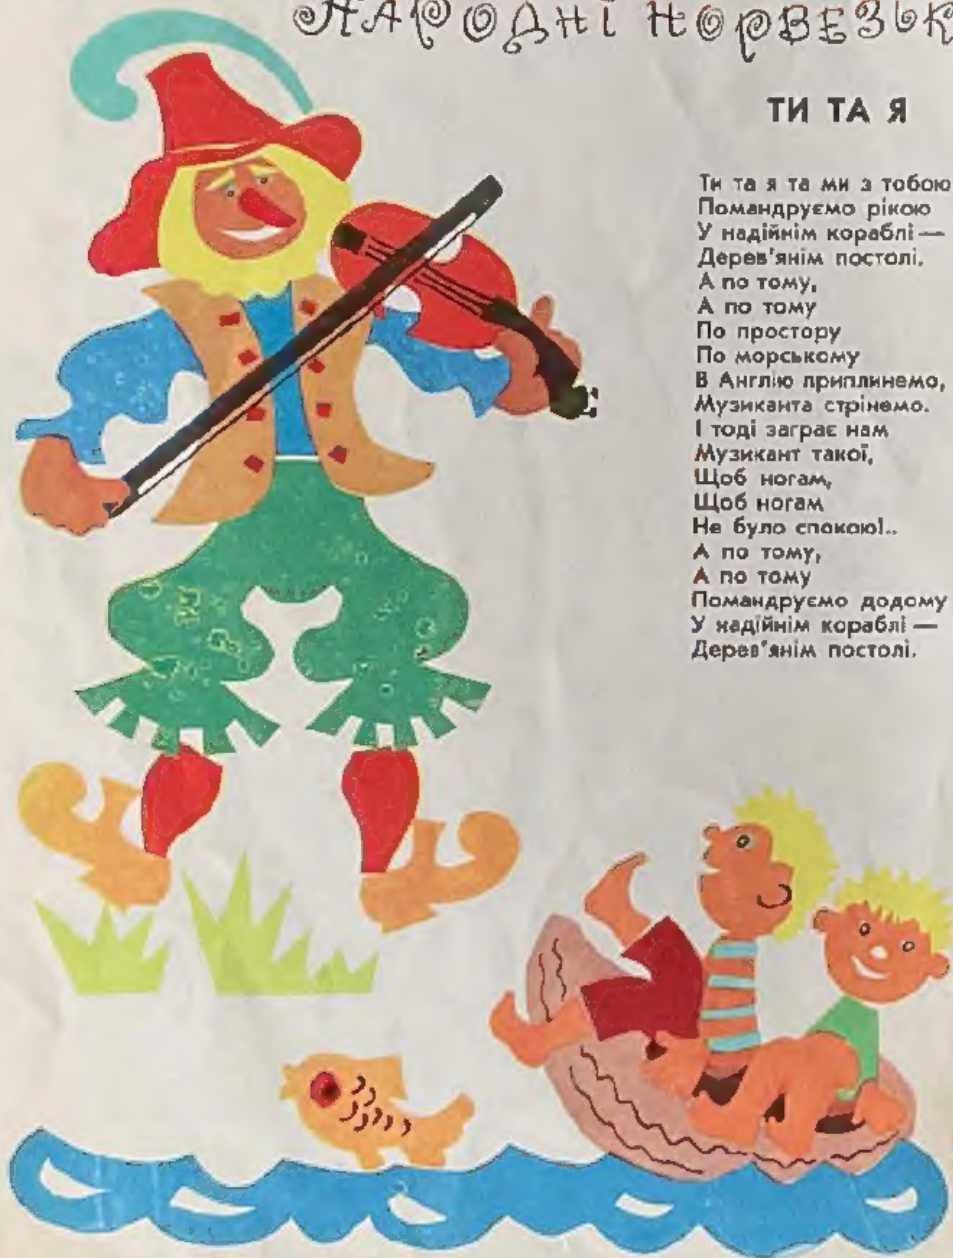 НАРОДНІ НОРВЕЗЬК
ТИ ТА Я
Ти та я та ми з тобою
Помандруємо рікою
У надійнім кораблі —
Дерев'янім постолі.
А по тому,
А по тому
По простору
По морському
В Англію приплинемо,
Музиканта стрінемо.
І тоді заграє нам
Музикант такої,
Щоб ногам,
Щоб ногам
Не було спокою!..
А по тому,
А по тому
Помандруємо додому
У надійнім кораблі —
Дерев'янім постолі.